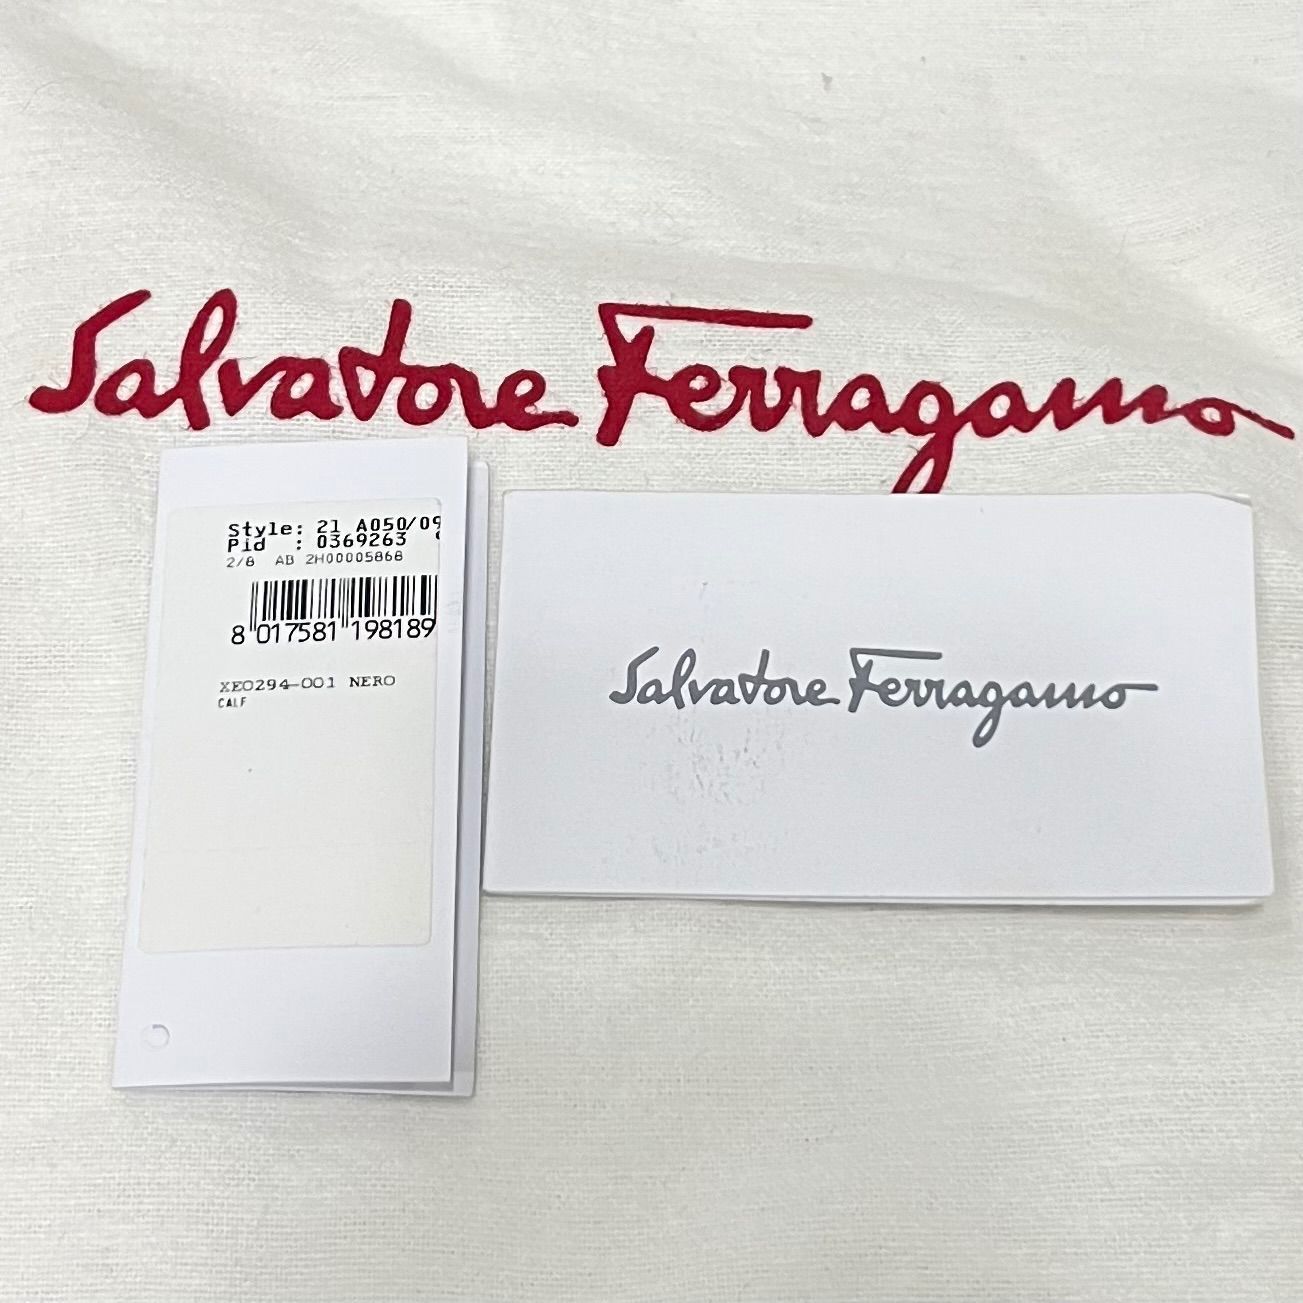 Salvatore Ferragamo
Style: 21 A050/09
Pid : 0369263
2/8 AB 2H00005868
8 017581 198189
XE0294-001 NERO
CALF
Salvatore Ferragamo